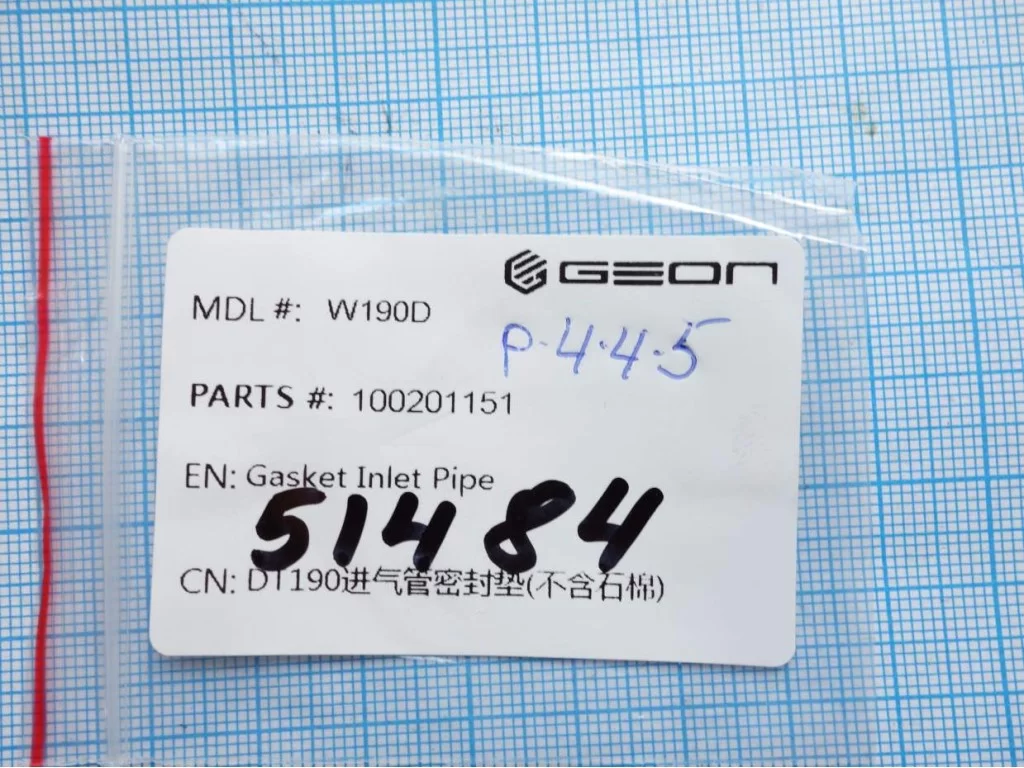 GEON
MDL #: W190D
P-4-4-5
PARTS #: 100201151
EN: Gasket Inlet Pipe
51484
CN: DT190进气管密封垫(不含石棉)